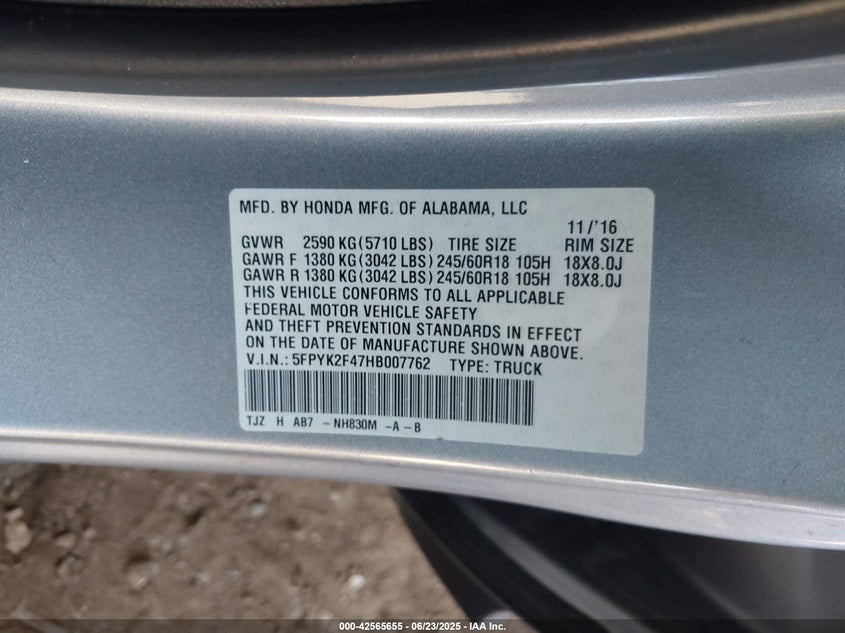 MFD. BY HONDA MFG. OF ALABAMA, LLC
11/'16
GVWR 2590 KG(5710 LBS) TIRE SIZE RIM SIZE
GAWR F 1380 KG(3042 LBS)245/60R18 105H 18X8.0J
GAWR R 1380 KG(3042 LBS)245/60R18 105H 18X8.0J
THIS VEHICLE CONFORMS TO ALL APPLICABLE
FEDERAL MOTOR VEHICLE SAFETY
AND THEFT PREVENTION STANDARDS IN EFFECT
ON THE DATE OF MANUFACTURE SHOWN ABOVE.
V.I.N.: 5FPYK2F47HB007762 TYPE: TRUCK
TJZ H AB7 - NH830M -A-B
000-42565655 - 06/23/2025 - IAA Inc.